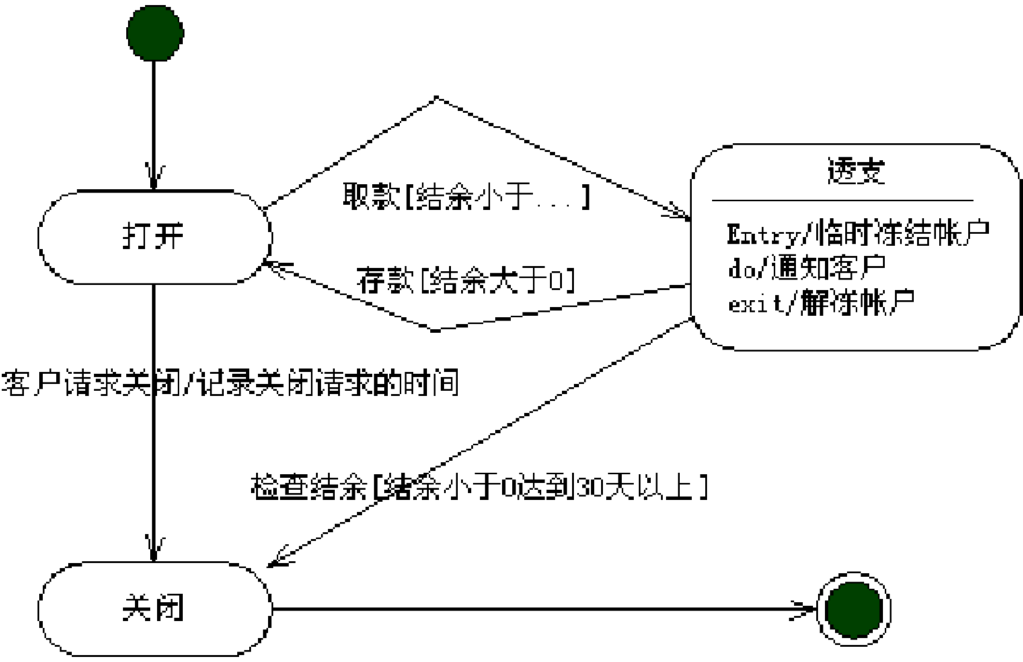 透支
取款[结余小于...]
打开
Entry/临时冻结帐户
do/通知客户
存款[结余大于0]
exit/解冻帐户
客户请求关闭/记录关闭请求的时间
检查结余[结余小于0达到30天以上]
关闭